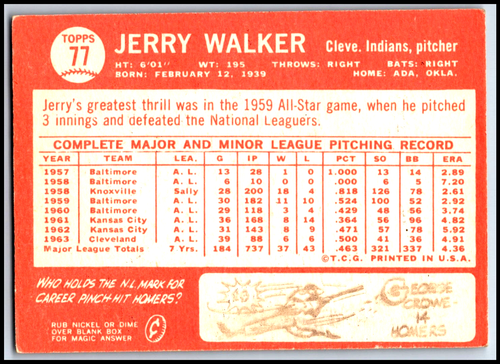 TOPPS
77
JERRY WALKER Cleve. Indians, pitcher
HT: 6'01" WT: 195 THROWS: RIGHT BATS: RIGHT
BORN: FEBRUARY 12, 1939 HOME: ADA, OKLA.
Jerry's greatest thrill was in the 1959 All-Star game, when he pitched
3 innings and defeated the National Leaguers.
COMPLETE MAJOR AND MINOR LEAGUE PITCHING RECORD
YEAR TEAM LEA. G IP W L PCT SO BB ERA
1957 Baltimore A. L. 13 28 1 0 1.000 13 14 2.89
1958 Baltimore A. L. 6 10 0 0 .000 6 5 7.20
1958 Knoxville Sally 28 200 18 4 .818 126 78 2.61
1959 Baltimore A. L. 30 182 11 10 .524 100 52 2.92
1960 Baltimore A. L. 29 118 3 4 .429 48 56 3.74
1961 Kansas City A. L. 36 168 8 14 .364 56 96 4.82
1962 Kansas City A. L. 31 143 8 9 .471 57 78 5.92
1963 Cleveland A. L. 39 88 6 6 .500 41 36 4.91
Major League Totals 7 Yrs. 184 737 37 43 .463 321 337 4.36
© T.C.G. PRINTED IN U.S.A.
WHO HOLDS THE N.L. MARK FOR
CAREER PINCH-HIT HOMERS?
RUB NICKEL OR DIME
OVER BLANK BOX
FOR MAGIC ANSWER
GEORGE
CROWE-
14
HOMERS